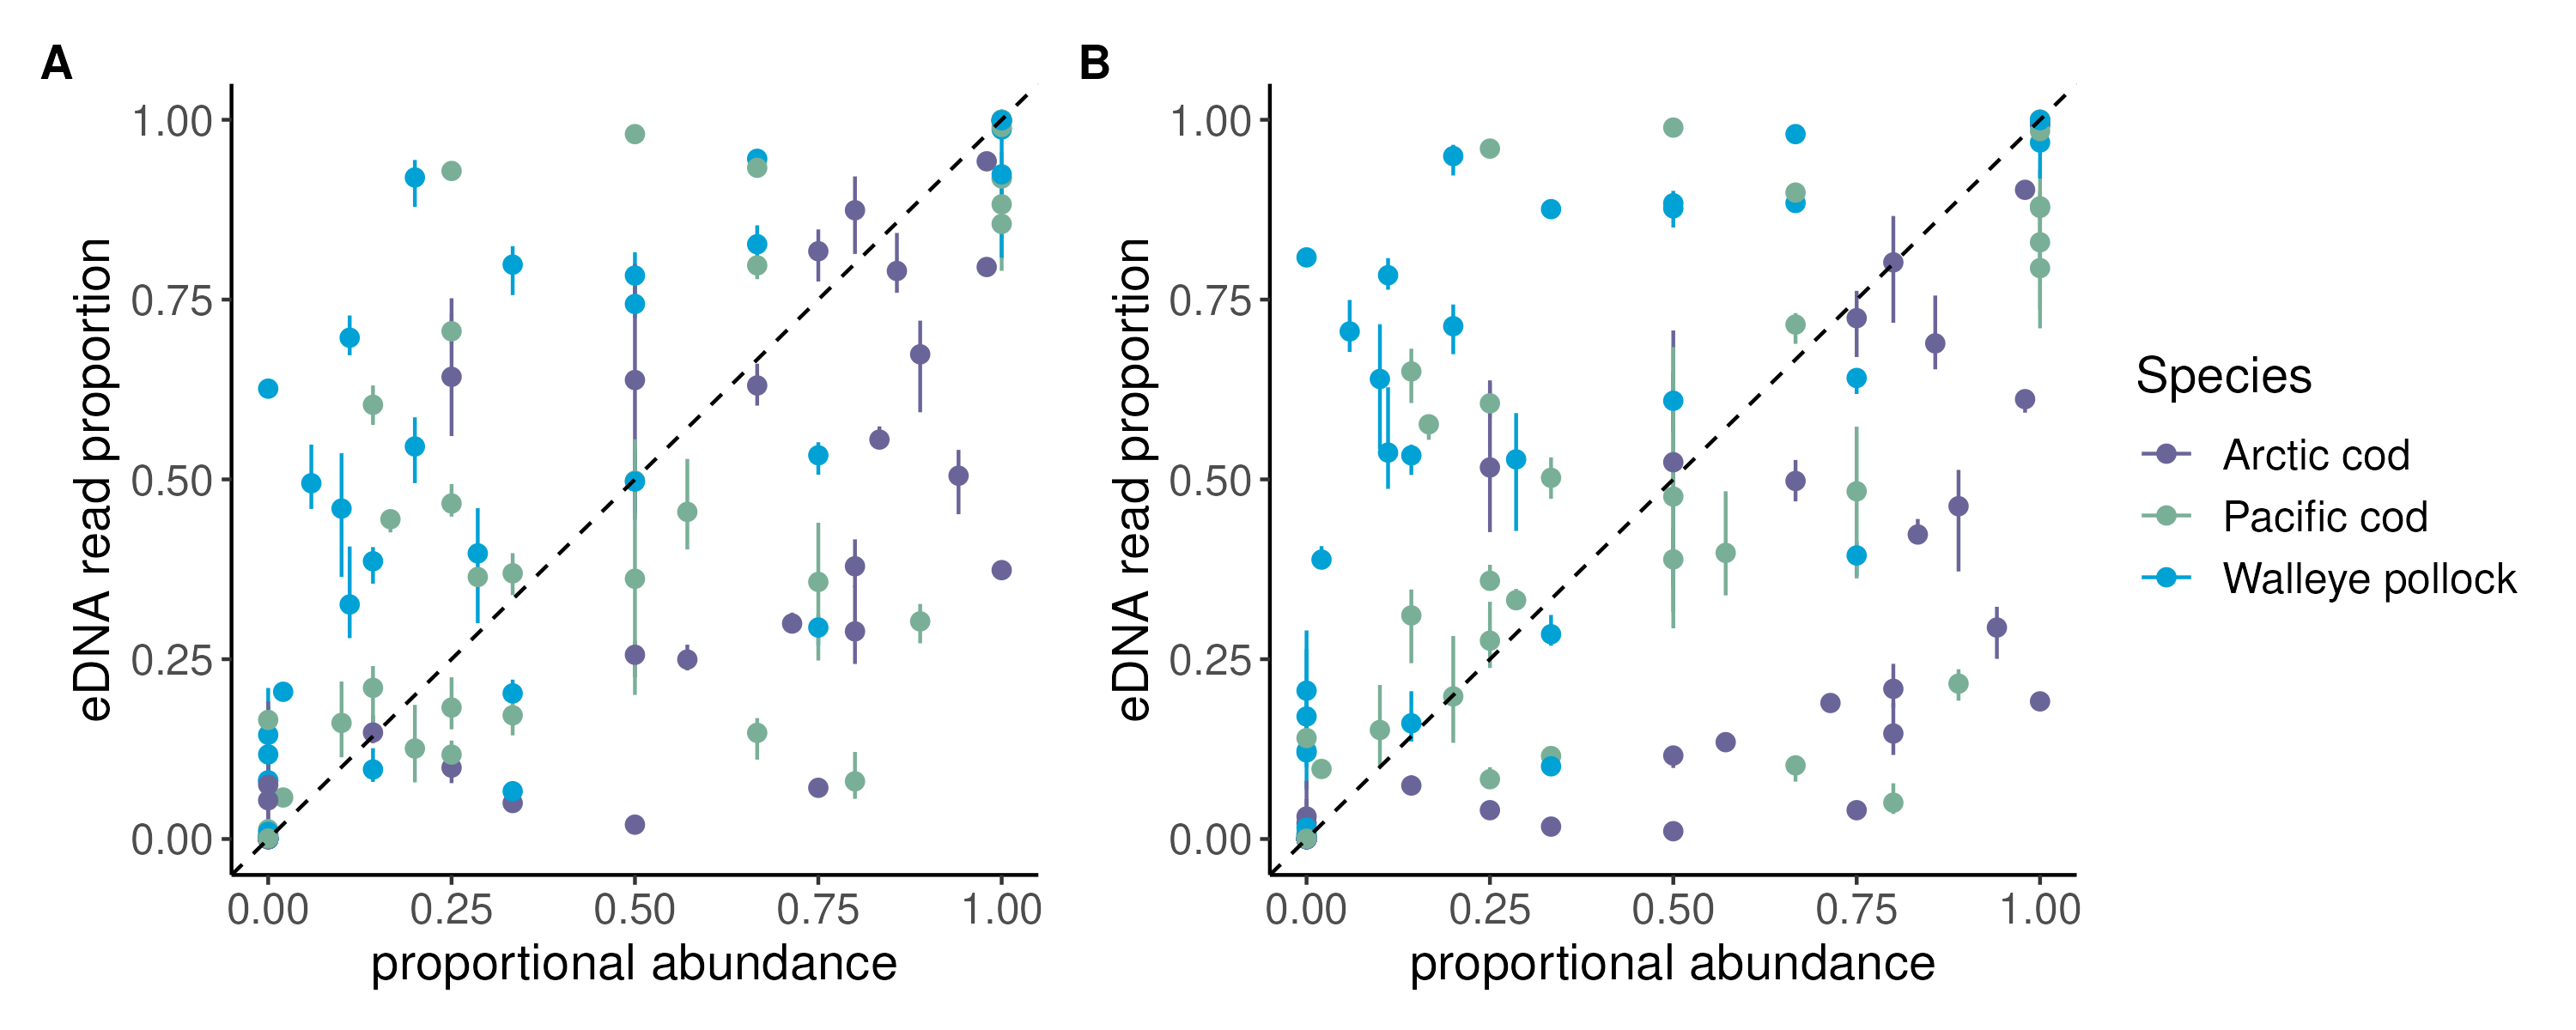 A
eDNA read proportion
1.00
0.75
0.50
0.25
0.00
0.00 0.25 0.50 0.75 1.00
proportional abundance
B
eDNA read proportion
1.00
0.75
0.50
0.25
0.00
0.00 0.25 0.50 0.75 1.00
proportional abundance
Species
Arctic cod
Pacific cod
Walleye pollock